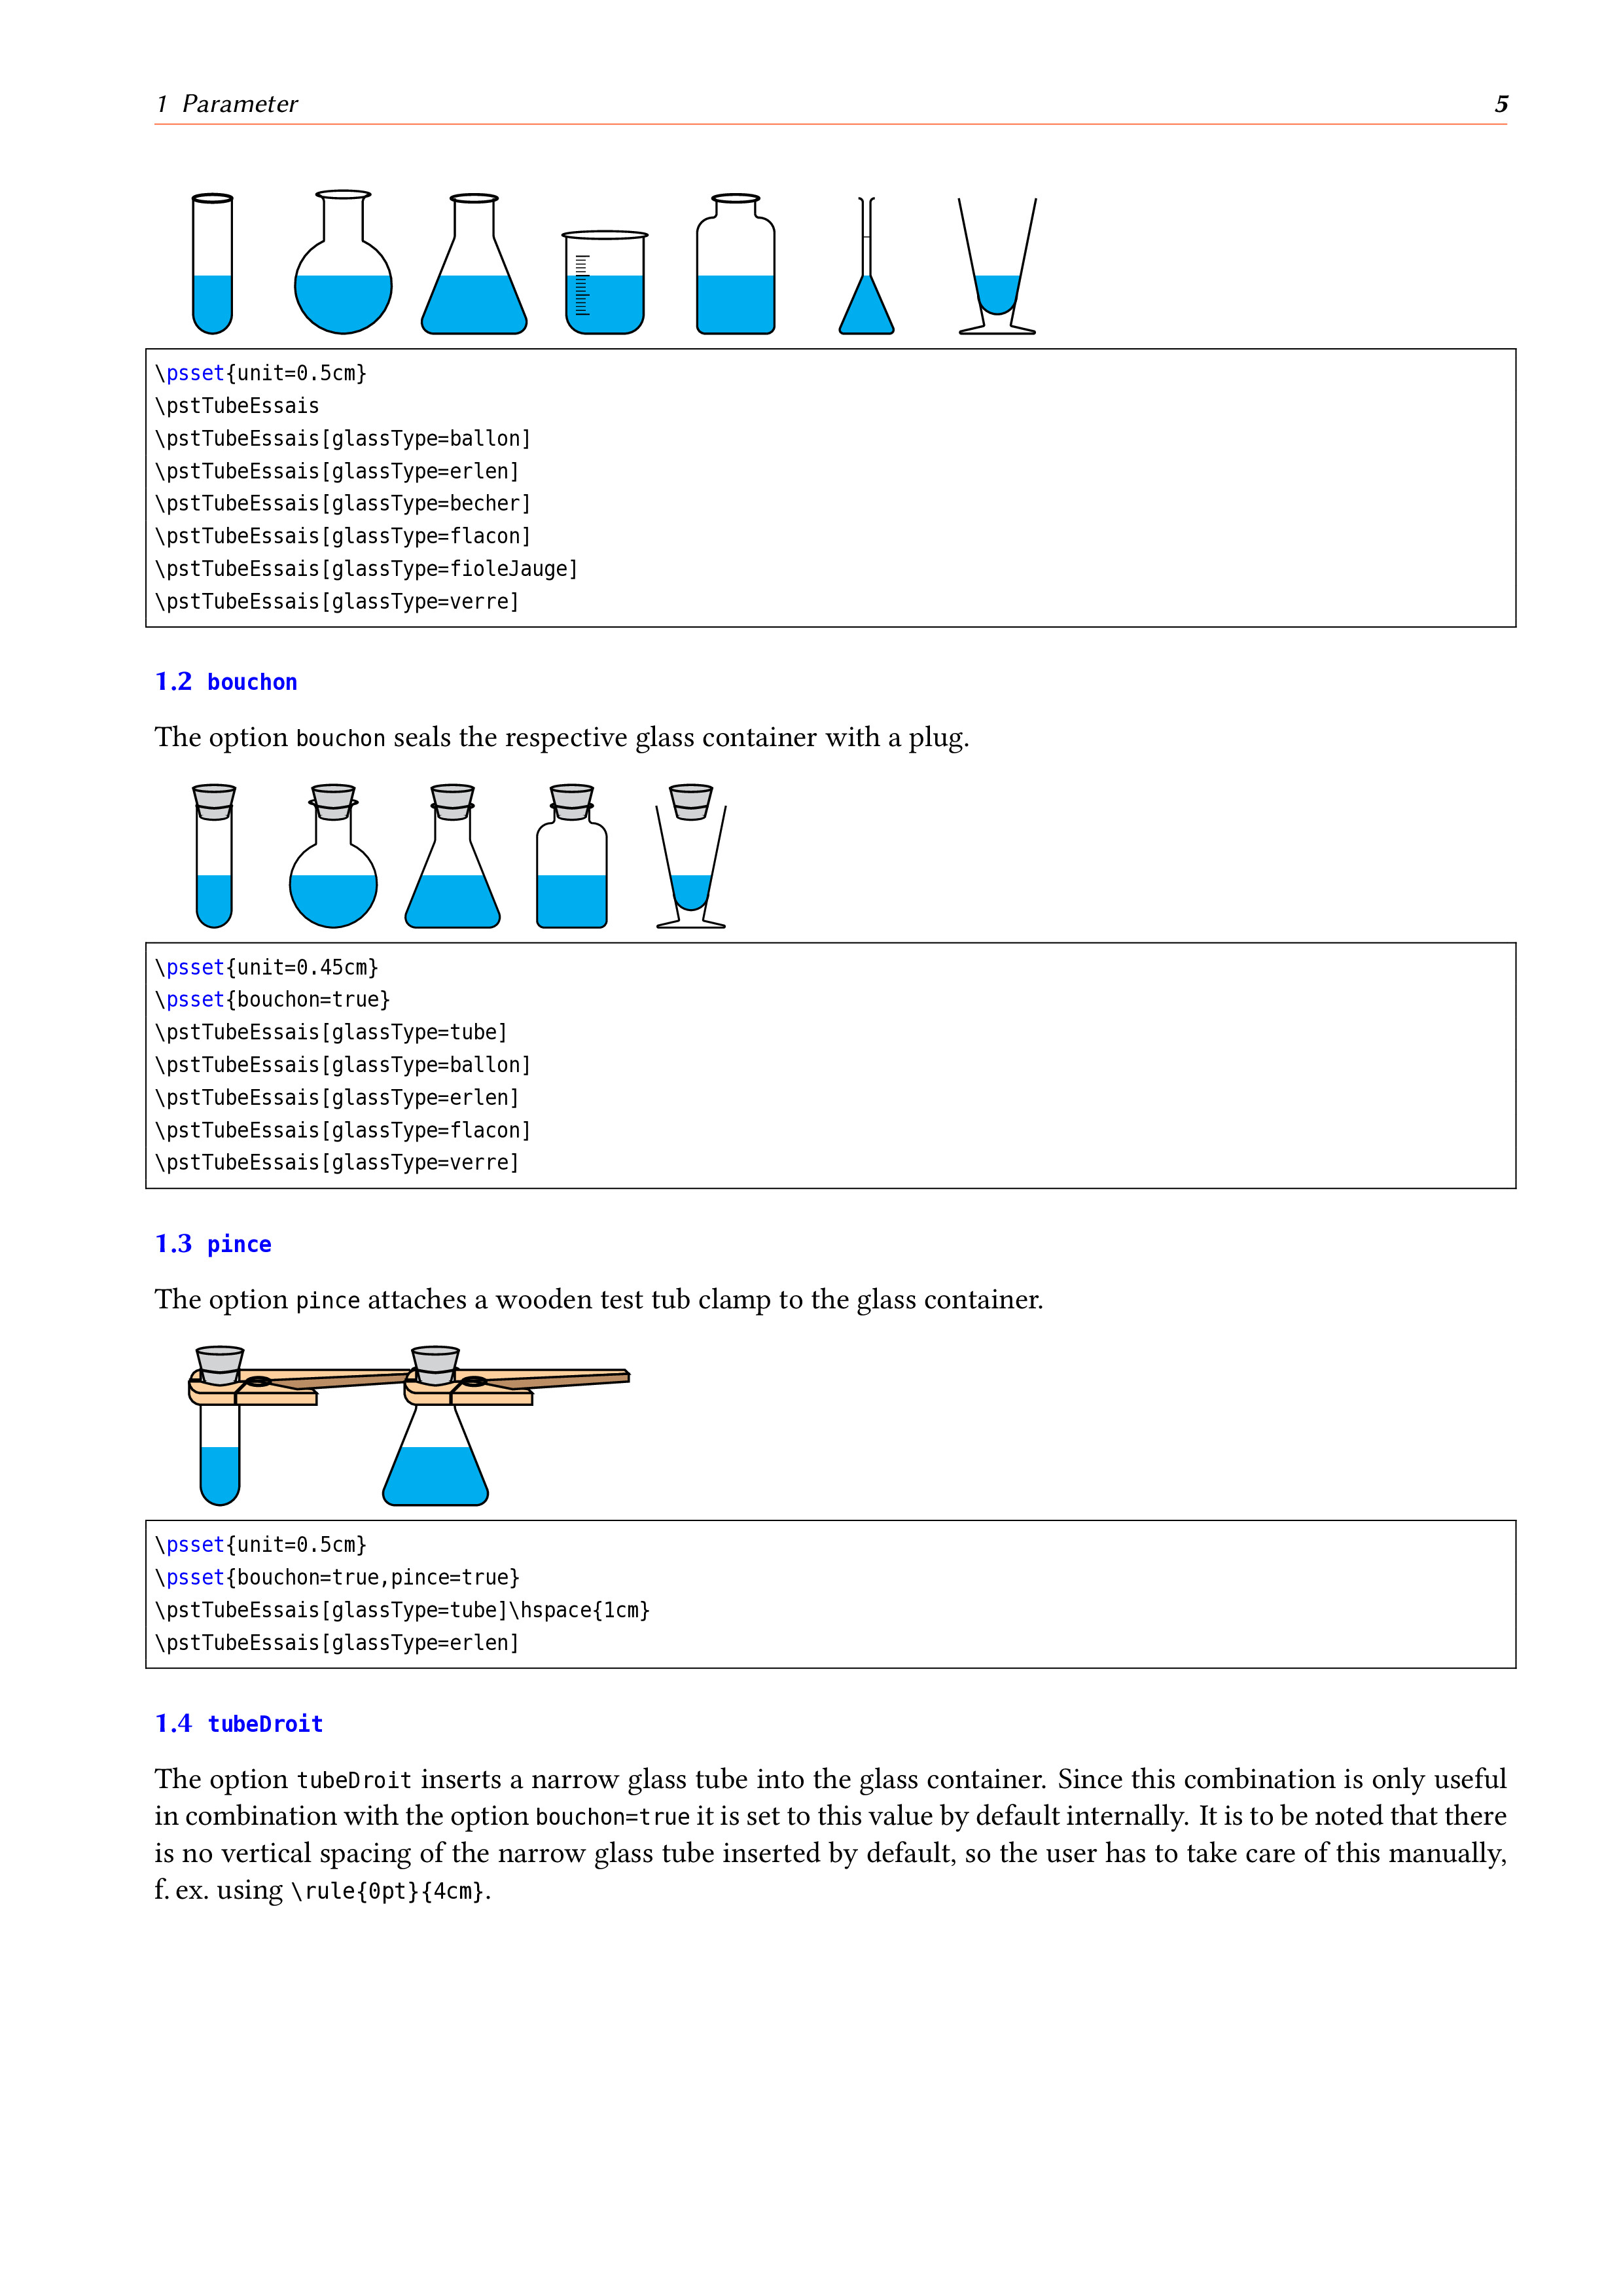 1 Parameter 5
\psset{unit=0.5cm}
\pstTubeEssais
\pstTubeEssais[glassType=ballon]
\pstTubeEssais[glassType=erlen]
\pstTubeEssais[glassType=becher]
\pstTubeEssais[glassType=flacon]
\pstTubeEssais[glassType=fioleJauge]
\pstTubeEssais[glassType=verre]
1.2 bouchon
The option bouchon seals the respective glass container with a plug.
\psset{unit=0.45cm}
\psset{bouchon=true}
\pstTubeEssais[glassType=tube]
\pstTubeEssais[glassType=ballon]
\pstTubeEssais[glassType=erlen]
\pstTubeEssais[glassType=flacon]
\pstTubeEssais[glassType=verre]
1.3 pince
The option pince attaches a wooden test tub clamp to the glass container.
\psset{unit=0.5cm}
\psset{bouchon=true,pince=true}
\pstTubeEssais[glassType=tube]\hspace{1cm}
\pstTubeEssais[glassType=erlen]
1.4 tubeDroit
The option tubeDroit inserts a narrow glass tube into the glass container. Since this combination is only useful
in combination with the option bouchon=true it is set to this value by default internally. It is to be noted that there
is no vertical spacing of the narrow glass tube inserted by default, so the user has to take care of this manually,
f. ex. using \rule{0pt}{4cm}.